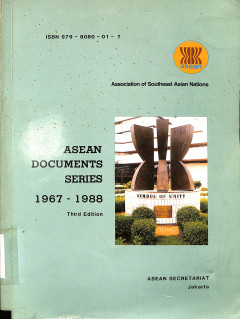 ISBN 979 - 8080 - 01 - 7
asean
Association of Southeast Asian Nations
ASEAN
DOCUMENTS
SERIES
1967 - 1988
Third Edition
SYMBOL OF UNITY
ASEAN SECRETARIAT
Jakarta